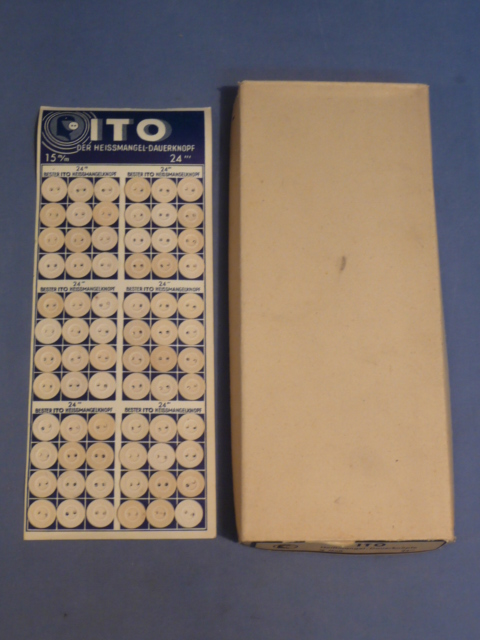 ITO
DER HEISSMANGEL-DAUERKNOPF
15 m/m 24'''
24''' 24'''
BESTER ITO HEISSMANGELKNOPF BESTER ITO HEISSMANGELKNOPF
24''' 24'''
BESTER ITO HEISSMANGELKNOPF BESTER ITO HEISSMANGELKNOPF
24''' 24'''
BESTER ITO HEISSMANGELKNOPF BESTER ITO HEISSMANGELKNOPF
ITO